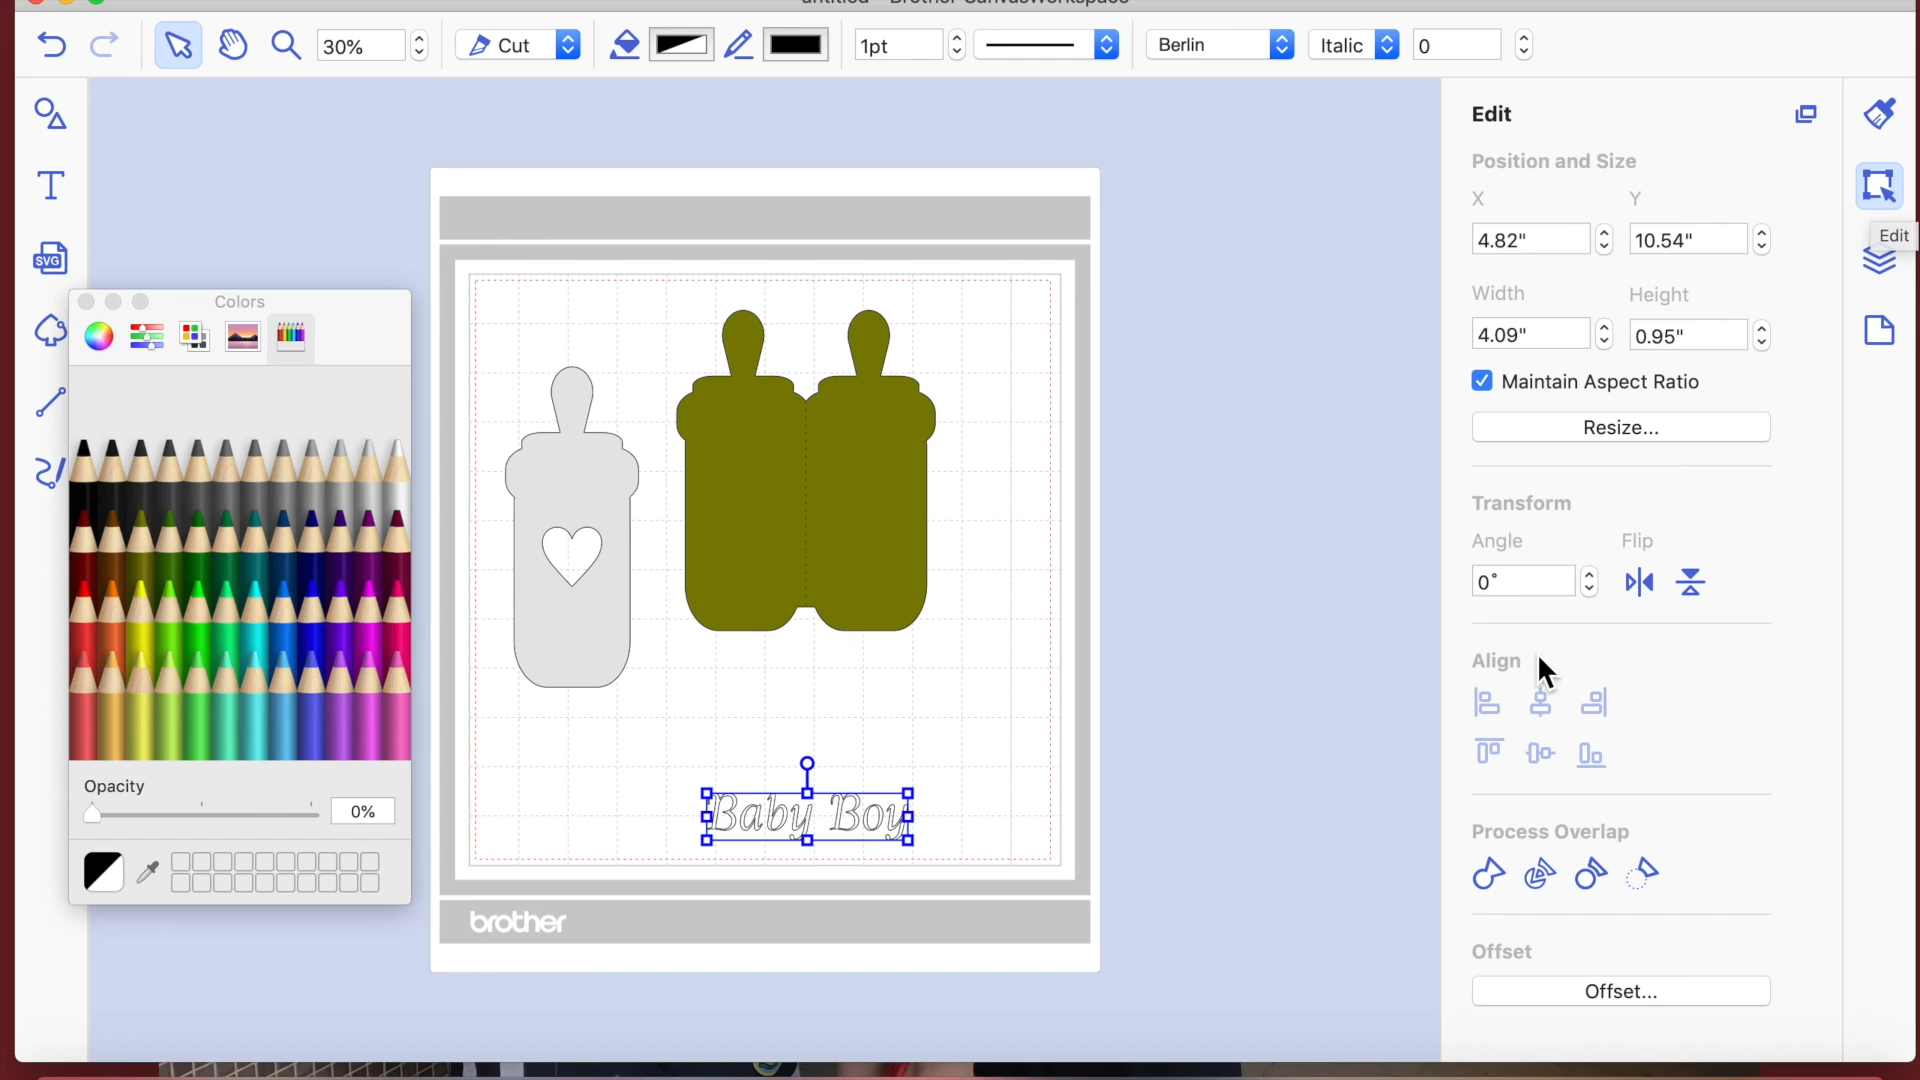 30%
Cut
1pt
Berlin
Italic
0
SVG
Colors
Opacity
0%
Baby Boy
brother
Edit
Position and Size
X
Y
4.82"
10.54"
Edit
Width
Height
4.09"
0.95"
Maintain Aspect Ratio
Resize...
Transform
Angle
Flip
0°
Align
Process Overlap
Offset
Offset...